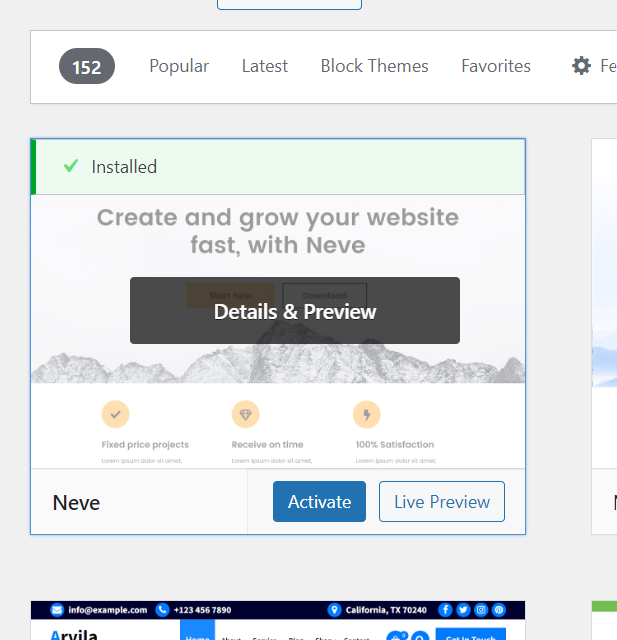 152 Popular Latest Block Themes Favorites Fe
Installed
Create and grow your website
fast, with Neve
Start Now Download
Details & Preview
Fixed price projects Receive on time 100% Satisfaction
Lorem ipsum dolor sit amet, Lorem ipsum dolor sit amet, Lorem ipsum dolor sit amet,
Neve Activate Live Preview
info@example.com +123 456 7890 California, TX 70240
Arvila Home About Service Blog Shop Contact 0 Get In Touch